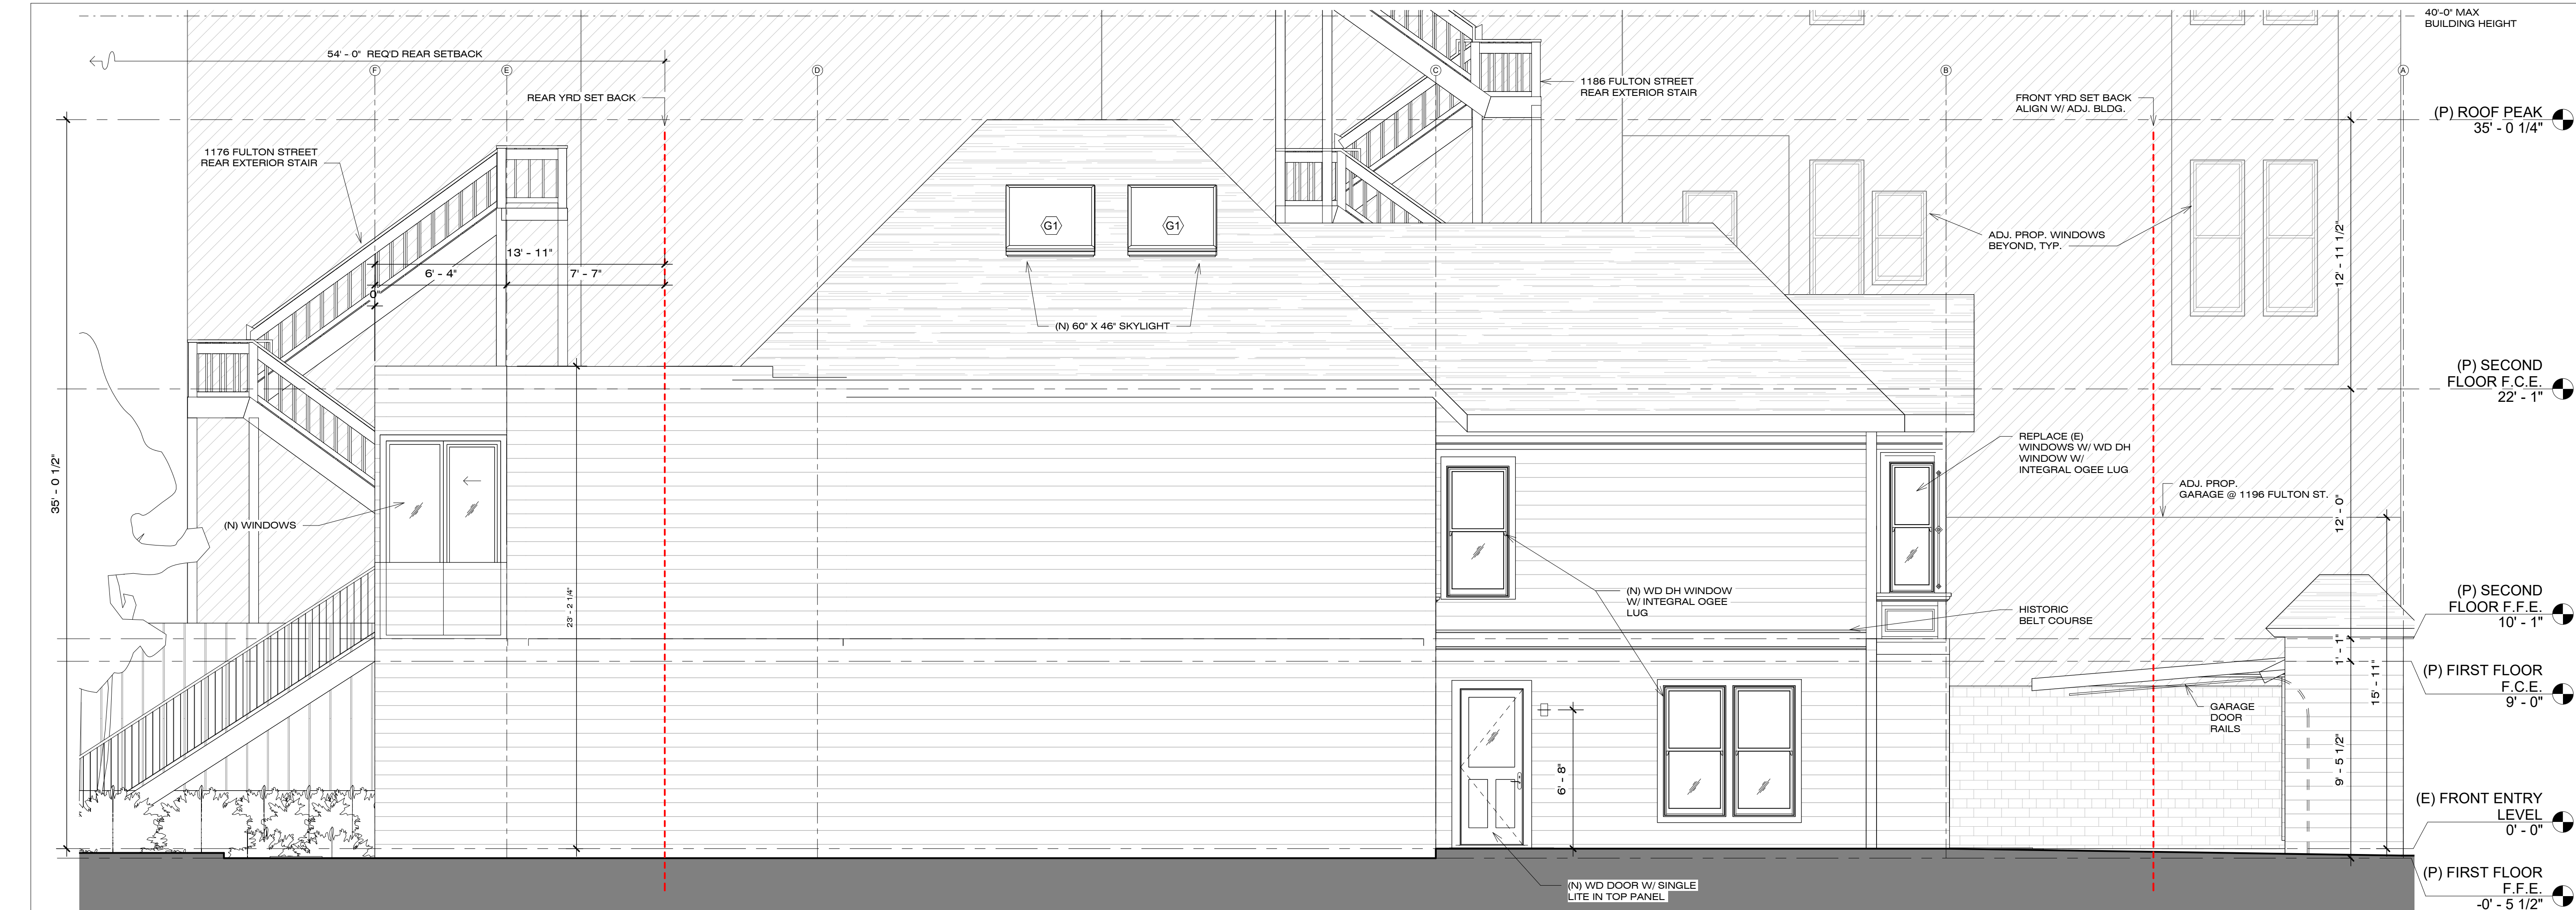 40'-0" MAX
BUILDING HEIGHT
54' - 0" REQ'D REAR SETBACK
F
E
D
C
B
A
REAR YRD SET BACK
1186 FULTON STREET
REAR EXTERIOR STAIR
FRONT YRD SET BACK
ALIGN W/ ADJ. BLDG.
(P) ROOF PEAK
35' - 0 1/4"
1176 FULTON STREET
REAR EXTERIOR STAIR
G1
G1
ADJ. PROP. WINDOWS
BEYOND, TYP.
12' - 11 1/2"
13' - 11"
6' - 4"
7' - 7"
0"
(N) 60" X 46" SKYLIGHT
(P) SECOND
FLOOR F.C.E.
22' - 1"
35' - 0 1/2"
REPLACE (E)
WINDOWS W/ WD DH
WINDOW W/
INTEGRAL OGEE LUG
ADJ. PROP.
GARAGE @ 1196 FULTON ST.
12' - 0"
(N) WINDOWS
23' - 2 1/4"
(N) WD DH WINDOW
W/ INTEGRAL OGEE
LUG
HISTORIC
BELT COURSE
(P) SECOND
FLOOR F.F.E.
10' - 1"
1' - 1"
15' - 11"
(P) FIRST FLOOR
F.C.E.
9' - 0"
GARAGE
DOOR
RAILS
6' - 8"
9' - 5 1/2"
(E) FRONT ENTRY
LEVEL
0' - 0"
(N) WD DOOR W/ SINGLE
LITE IN TOP PANEL
(P) FIRST FLOOR
F.F.E.
-0' - 5 1/2"